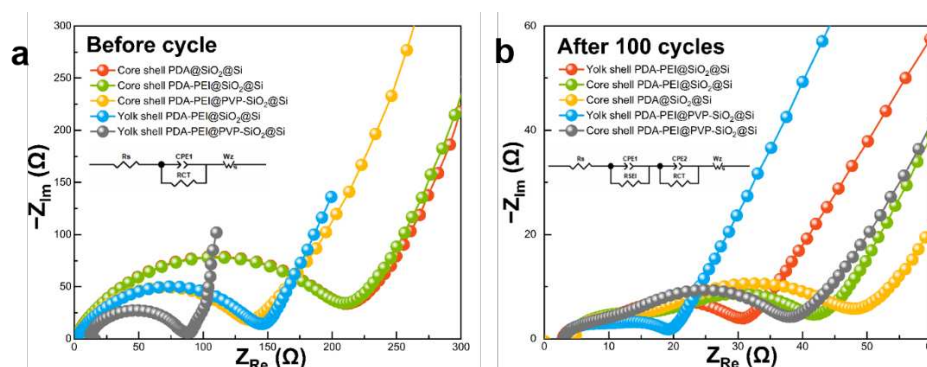 a
Before cycle
Core shell PDA@SiO₂@Si
Core shell PDA-PEI@SiO₂@Si
Core shell PDA-PEI@PVP-SiO₂@Si
Yolk shell PDA-PEI@SiO₂@Si
Yolk shell PDA-PEI@PVP-SiO₂@Si
Rs CPE1 Wz
RCT
−Z_Im (Ω)
300
250
200
150
100
50
0
0 50 100 150 200 250 300
Z_Re (Ω)
b
After 100 cycles
Yolk shell PDA-PEI@SiO₂@Si
Core shell PDA-PEI@SiO₂@Si
Core shell PDA@SiO₂@Si
Yolk shell PDA-PEI@PVP-SiO₂@Si
Core shell PDA-PEI@PVP-SiO₂@Si
Rs CPE1 CPE2 Wz
RSEI RCT
−Z_Im (Ω)
60
40
20
0
0 10 20 30 40 50 60
Z_Re (Ω)